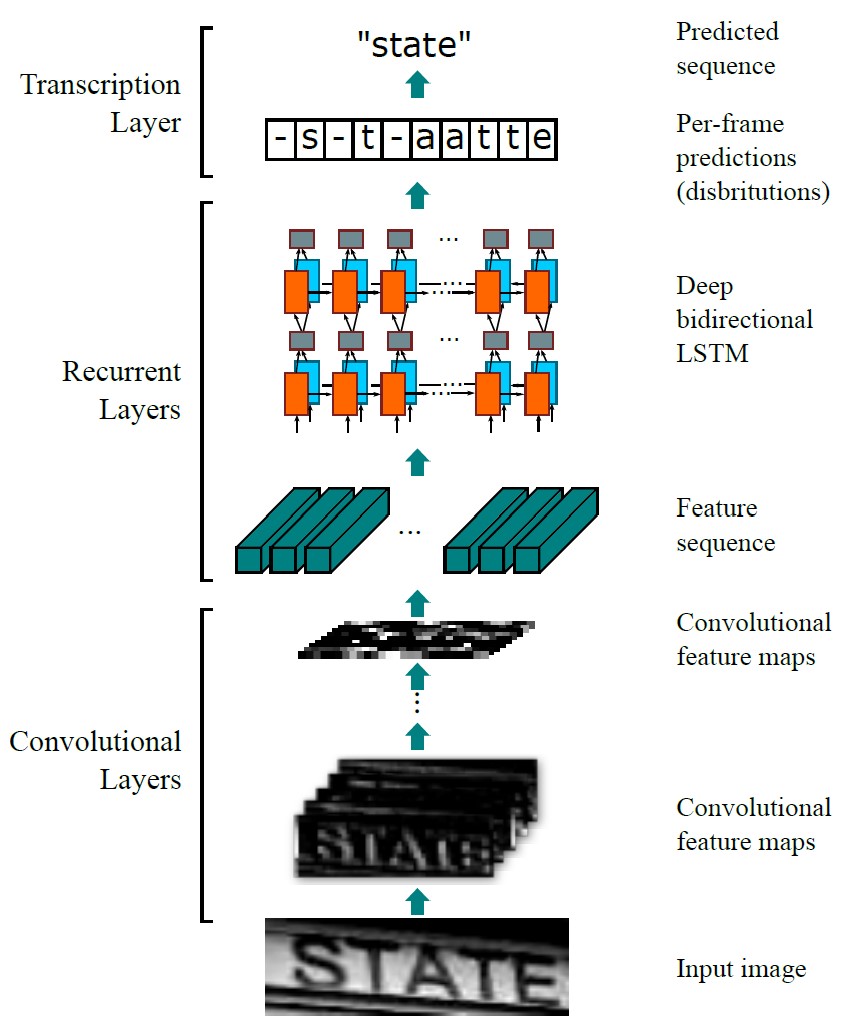 "state"
Predicted
sequence
Transcription
Layer
- s - t - a a t t e
Per-frame
predictions
(disbritutions)
...
...
Recurrent
Layers
Deep
bidirectional
LSTM
...
...
...
Feature
sequence
Convolutional
feature maps
...
Convolutional
Layers
STATE
Convolutional
feature maps
STATE
Input image